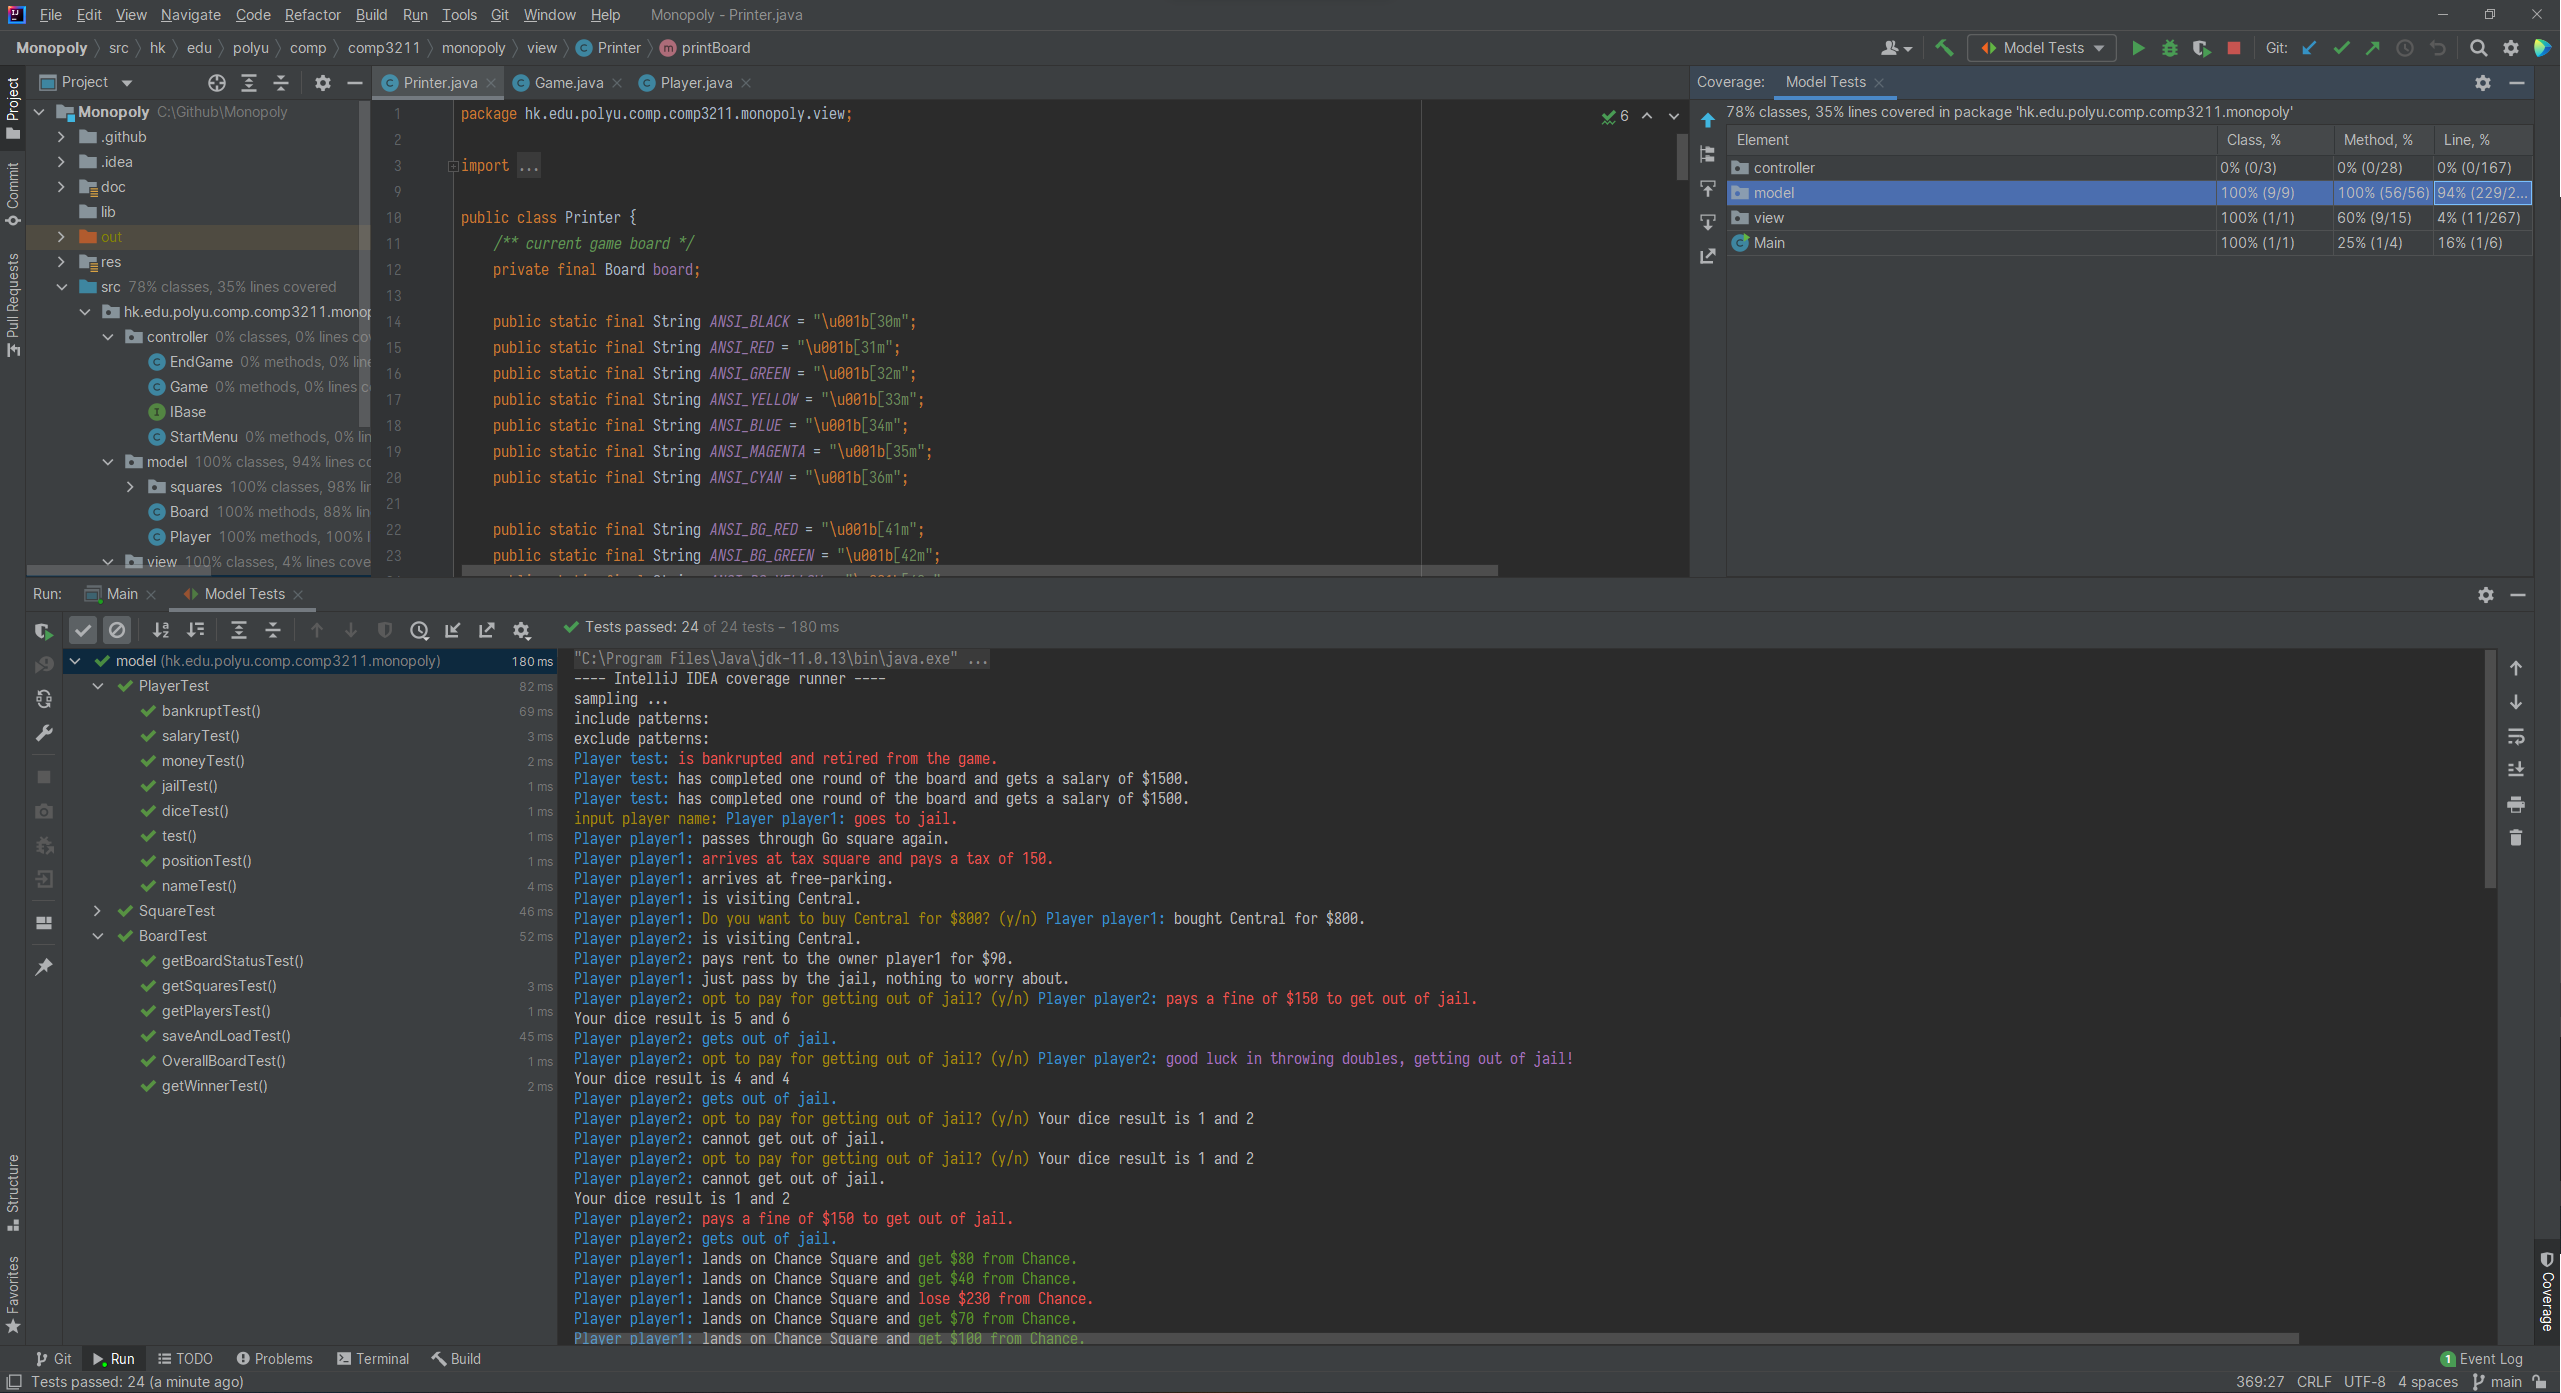 File Edit View Navigate Code Refactor Build Run Tools Git Window Help Monopoly - Printer.java
Monopoly src hk edu polyu comp comp3211 monopoly view Printer printBoard Model Tests Git:
Project
Printer.java Game.java Player.java
Coverage: Model Tests
Project
Commit
Pull Requests
Structure
Favorites
Monopoly C:\Github\Monopoly
.github
.idea
doc
lib
out
res
src 78% classes, 35% lines covered
hk.edu.polyu.comp.comp3211.monop
controller 0% classes, 0% lines co
EndGame 0% methods, 0% line
Game 0% methods, 0% lines c
IBase
StartMenu 0% methods, 0% lin
model 100% classes, 94% lines co
squares 100% classes, 98% lin
Board 100% methods, 88% lin
Player 100% methods, 100% l
view 100% classes, 4% lines cove
1 package hk.edu.polyu.comp.comp3211.monopoly.view;
2
3 import ...
9
10 public class Printer {
11 /** current game board */
12 private final Board board;
13
14 public static final String ANSI_BLACK = "\u001b[30m";
15 public static final String ANSI_RED = "\u001b[31m";
16 public static final String ANSI_GREEN = "\u001b[32m";
17 public static final String ANSI_YELLOW = "\u001b[33m";
18 public static final String ANSI_BLUE = "\u001b[34m";
19 public static final String ANSI_MAGENTA = "\u001b[35m";
20 public static final String ANSI_CYAN = "\u001b[36m";
21
22 public static final String ANSI_BG_RED = "\u001b[41m";
23 public static final String ANSI_BG_GREEN = "\u001b[42m";
6
78% classes, 35% lines covered in package 'hk.edu.polyu.comp.comp3211.monopoly'
Element Class, % Method, % Line, %
controller 0% (0/3) 0% (0/28) 0% (0/167)
model 100% (9/9) 100% (56/56) 94% (229/2...
view 100% (1/1) 60% (9/15) 4% (11/267)
Main 100% (1/1) 25% (1/4) 16% (1/6)
Run: Main Model Tests
Tests passed: 24 of 24 tests – 180 ms
model (hk.edu.polyu.comp.comp3211.monopoly) 180 ms
PlayerTest 82 ms
bankruptTest() 69 ms
salaryTest() 3 ms
moneyTest() 2 ms
jailTest() 1 ms
diceTest() 1 ms
test() 1 ms
positionTest() 1 ms
nameTest() 4 ms
SquareTest 46 ms
BoardTest 52 ms
getBoardStatusTest()
getSquaresTest() 3 ms
getPlayersTest() 1 ms
saveAndLoadTest() 45 ms
OverallBoardTest() 1 ms
getWinnerTest() 2 ms
"C:\Program Files\Java\jdk-11.0.13\bin\java.exe" ...
---- IntelliJ IDEA coverage runner ----
sampling ...
include patterns:
exclude patterns:
Player test: is bankrupted and retired from the game.
Player test: has completed one round of the board and gets a salary of $1500.
Player test: has completed one round of the board and gets a salary of $1500.
input player name: Player player1: goes to jail.
Player player1: passes through Go square again.
Player player1: arrives at tax square and pays a tax of 150.
Player player1: arrives at free-parking.
Player player1: is visiting Central.
Player player1: Do you want to buy Central for $800? (y/n) Player player1: bought Central for $800.
Player player2: is visiting Central.
Player player2: pays rent to the owner player1 for $90.
Player player1: just pass by the jail, nothing to worry about.
Player player2: opt to pay for getting out of jail? (y/n) Player player2: pays a fine of $150 to get out of jail.
Your dice result is 5 and 6
Player player2: gets out of jail.
Player player2: opt to pay for getting out of jail? (y/n) Player player2: good luck in throwing doubles, getting out of jail!
Your dice result is 4 and 4
Player player2: gets out of jail.
Player player2: opt to pay for getting out of jail? (y/n) Your dice result is 1 and 2
Player player2: cannot get out of jail.
Player player2: opt to pay for getting out of jail? (y/n) Your dice result is 1 and 2
Player player2: cannot get out of jail.
Your dice result is 1 and 2
Player player2: pays a fine of $150 to get out of jail.
Player player2: gets out of jail.
Player player1: lands on Chance Square and get $80 from Chance.
Player player1: lands on Chance Square and get $40 from Chance.
Player player1: lands on Chance Square and lose $230 from Chance.
Player player1: lands on Chance Square and get $70 from Chance.
Player player1: lands on Chance Square and get $100 from Chance.
Coverage
Git Run TODO Problems Terminal Build 1 Event Log
Tests passed: 24 (a minute ago) 369:27 CRLF UTF-8 4 spaces main